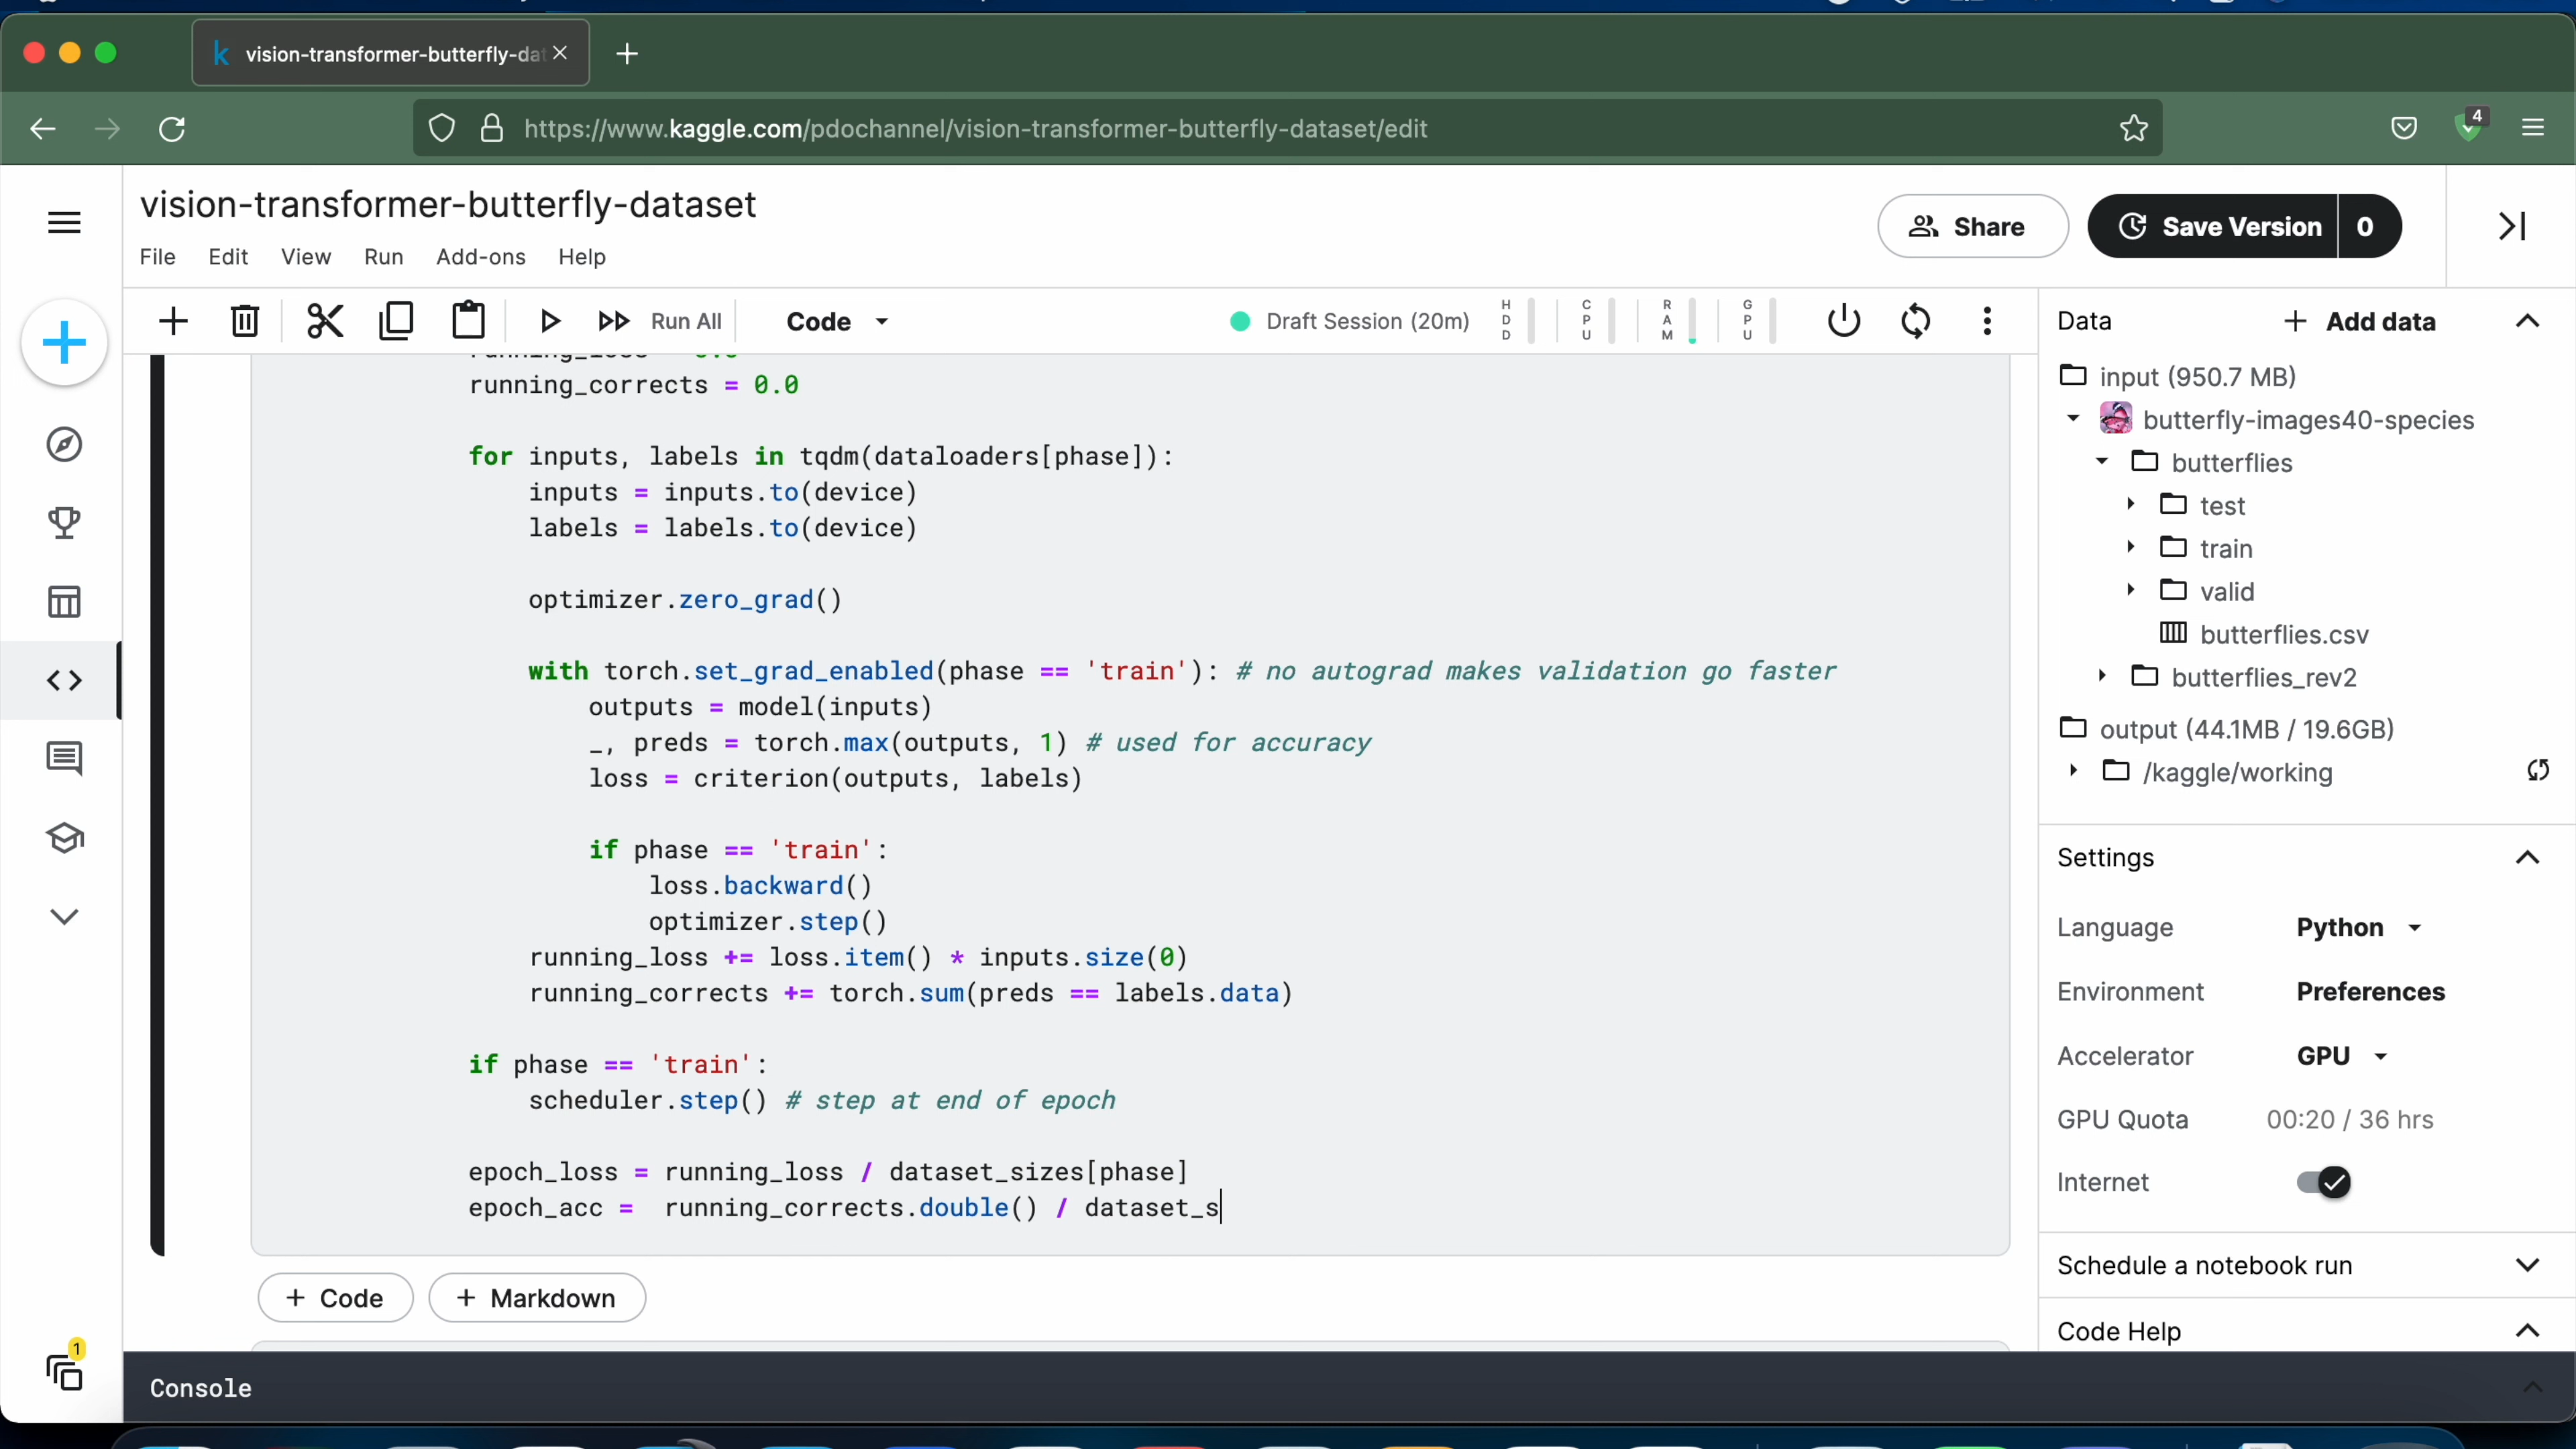 vision-transformer-butterfly-dat
https://www.kaggle.com/pdochannel/vision-transformer-butterfly-dataset/edit
4
vision-transformer-butterfly-dataset
File Edit View Run Add-ons Help
Share
Save Version 0
Run All
Code
Draft Session (20m)
HDD
CPU
RAM
GPU
running_corrects = 0.0
for inputs, labels in tqdm(dataloaders[phase]):
inputs = inputs.to(device)
labels = labels.to(device)
optimizer.zero_grad()
with torch.set_grad_enabled(phase == 'train'): # no autograd makes validation go faster
outputs = model(inputs)
_, preds = torch.max(outputs, 1) # used for accuracy
loss = criterion(outputs, labels)
if phase == 'train':
loss.backward()
optimizer.step()
running_loss += loss.item() * inputs.size(0)
running_corrects += torch.sum(preds == labels.data)
if phase == 'train':
scheduler.step() # step at end of epoch
epoch_loss = running_loss / dataset_sizes[phase]
epoch_acc =  running_corrects.double() / dataset_s
+ Code
+ Markdown
Console
1
Data
+ Add data
input (950.7 MB)
butterfly-images40-species
butterflies
test
train
valid
butterflies.csv
butterflies_rev2
output (44.1MB / 19.6GB)
/kaggle/working
Settings
Language Python
Environment Preferences
Accelerator GPU
GPU Quota 00:20 / 36 hrs
Internet
Schedule a notebook run
Code Help